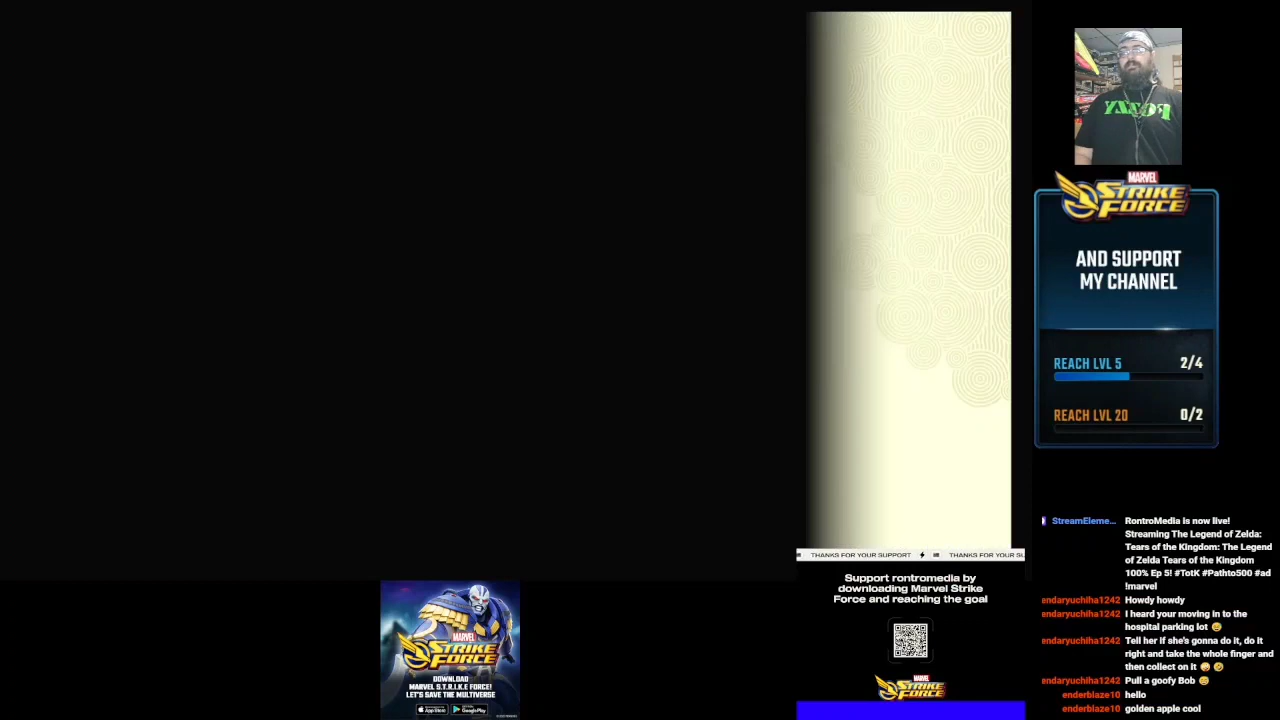 MARVEL
STRIKE
FORCE
AND SUPPORT
MY CHANNEL
REACH LVL 5 2/4
REACH LVL 20 0/2
StreamEleme... RontroMedia is now live!
Streaming The Legend of Zelda:
Tears of the Kingdom: The Legend
of Zelda Tears of the Kingdom
100% Ep 5! #TotK #Pathto500 #ad
!marvel
endaryuchiha1242 Howdy howdy
endaryuchiha1242 I heard your moving in to the
hospital parking lot 
endaryuchiha1242 Tell her if she's gonna do it, do it
right and take the whole finger and
then collect on it
endaryuchiha1242 Pull a goofy Bob
enderblaze10 hello
enderblaze10 golden apple cool
THANKS FOR YOUR SUPPORT THANKS FOR YOUR SU
Support rontromedia by
downloading Marvel Strike
Force and reaching the goal
MARVEL
STRIKE
FORCE
MARVEL
STRIKE
FORCE
DOWNLOAD
MARVEL S.T.R.I.K.E FORCE!
LET'S SAVE THE MULTIVERSE
App Store Google Play